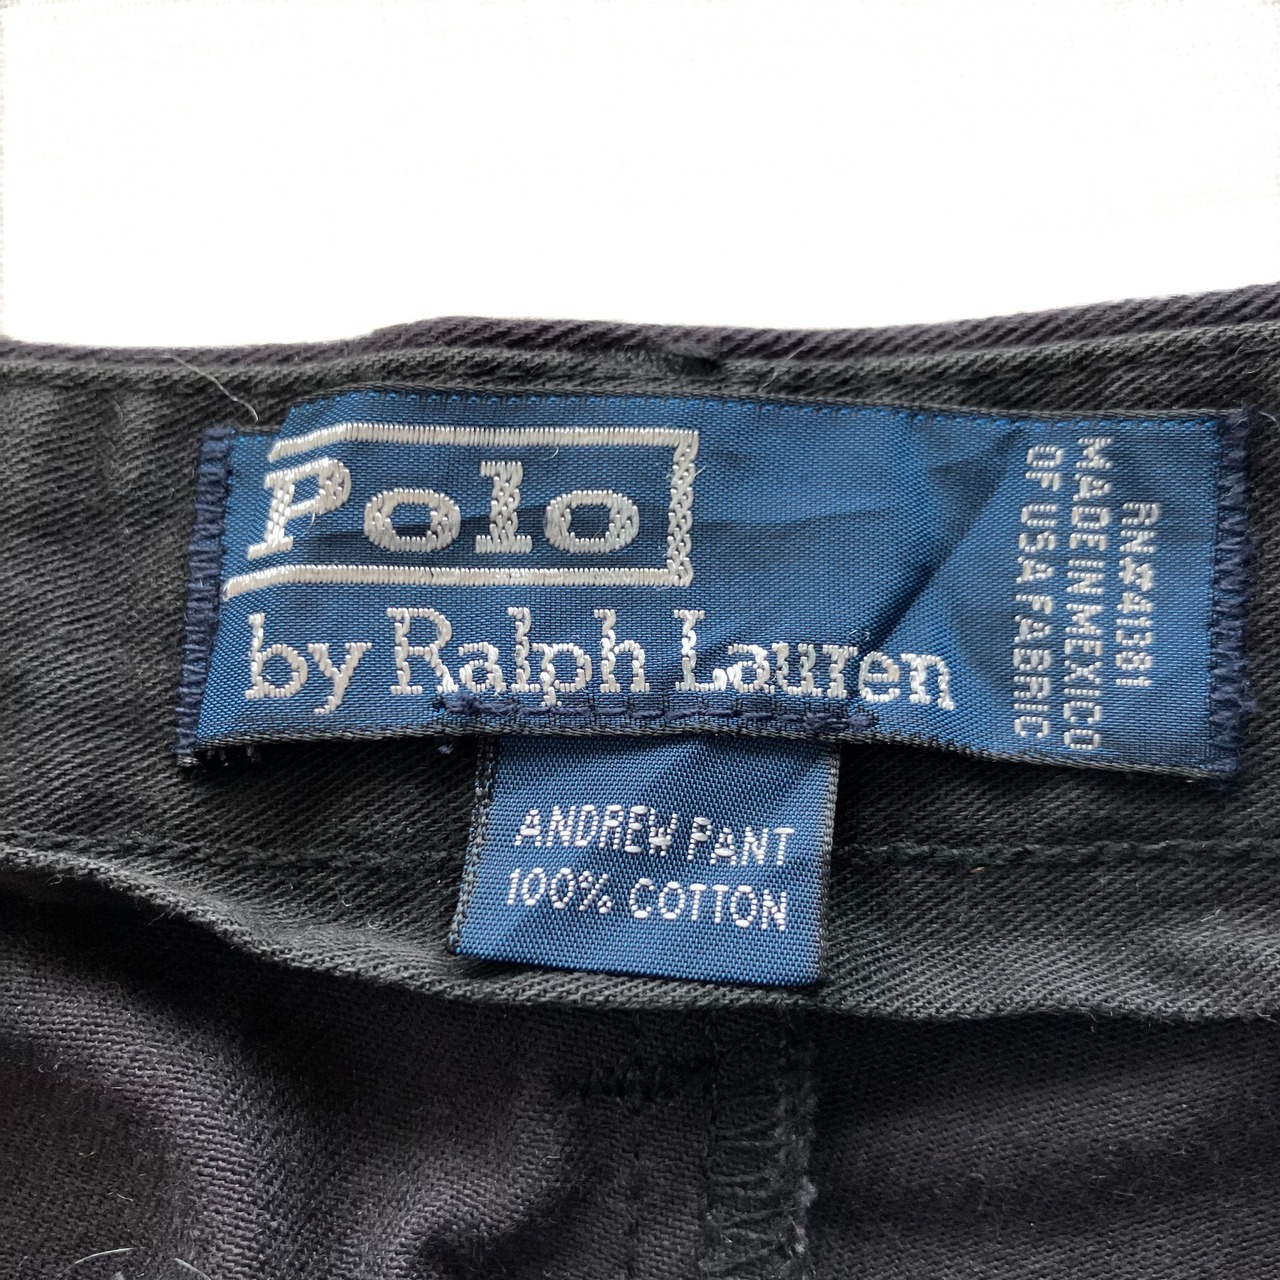 Polo
by Ralph Lauren
RN#41381
MADE IN MEXICO
OF USA FABRIC
ANDREW PANT
100% COTTON